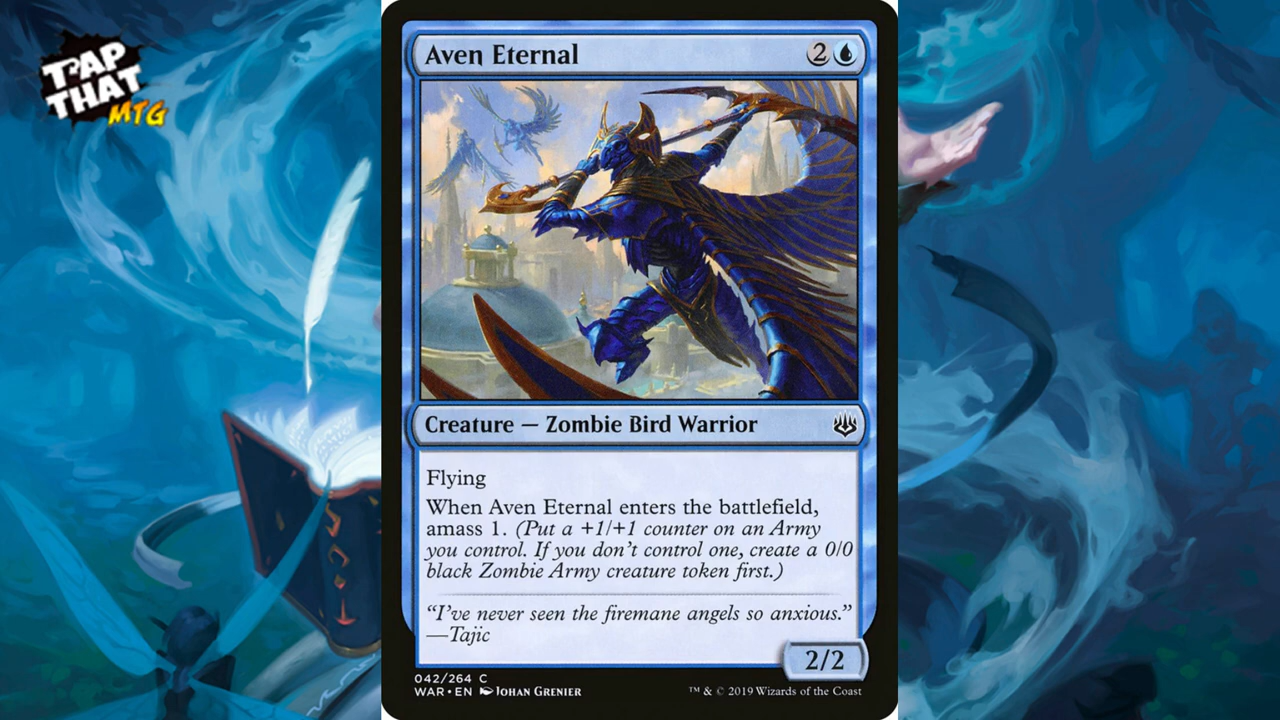 TRAP
THAT
MTG
Aven Eternal 2
Creature — Zombie Bird Warrior
Flying
When Aven Eternal enters the battlefield,
amass 1. (Put a +1/+1 counter on an Army
you control. If you don't control one, create a 0/0
black Zombie Army creature token first.)
"I've never seen the firemane angels so anxious."
—Tajic
2/2
042/264 C
WAR • EN Johan Grenier
™ & © 2019 Wizards of the Coast